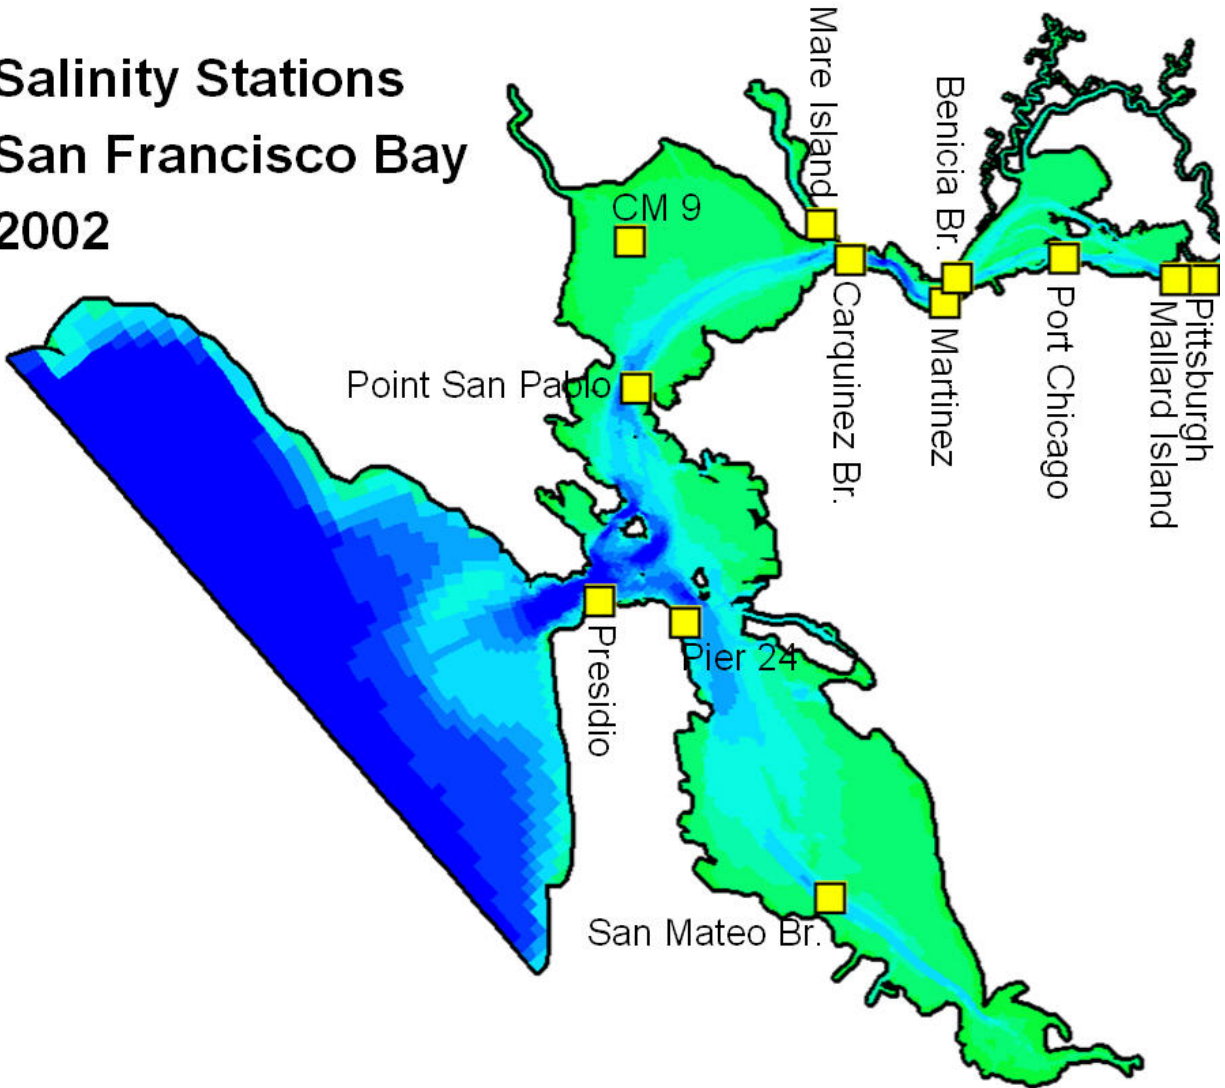 Salinity Stations
San Francisco Bay
2002
Mare Island
Benicia Br.
CM 9
Point San Pablo
Carquinez Br.
Martinez
Port Chicago
Mallard Island
Pittsburgh
Presidio
Pier 24
San Mateo Br.